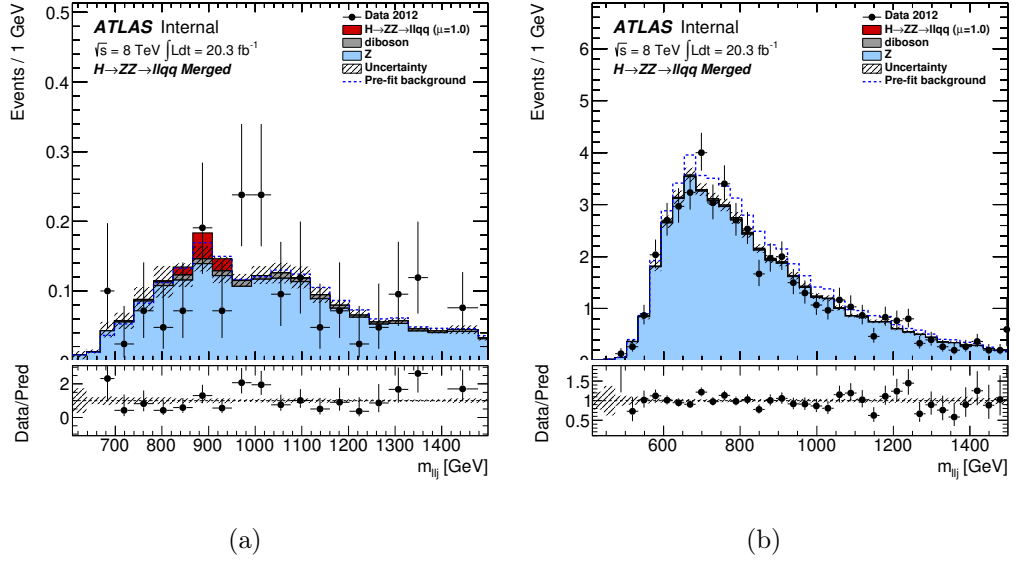 ATLAS Internal
√s = 8 TeV ∫Ldt = 20.3 fb⁻¹
H→ZZ→llqq Merged
Data 2012
H→ZZ→llqq (μ=1.0)
diboson
Z
Uncertainty
Pre-fit background
Events / 1 GeV
0.5
0.4
0.3
0.2
0.1
0
Data/Pred
2
0
700 800 900 1000 1100 1200 1300 1400
m_llj [GeV]
(a)
ATLAS Internal
√s = 8 TeV ∫Ldt = 20.3 fb⁻¹
H→ZZ→llqq Merged
Data 2012
H→ZZ→llqq (μ=1.0)
diboson
Z
Uncertainty
Pre-fit background
Events / 1 GeV
6
5
4
3
2
1
0
Data/Pred
1.5
1
0.5
600 800 1000 1200 1400
m_llj [GeV]
(b)